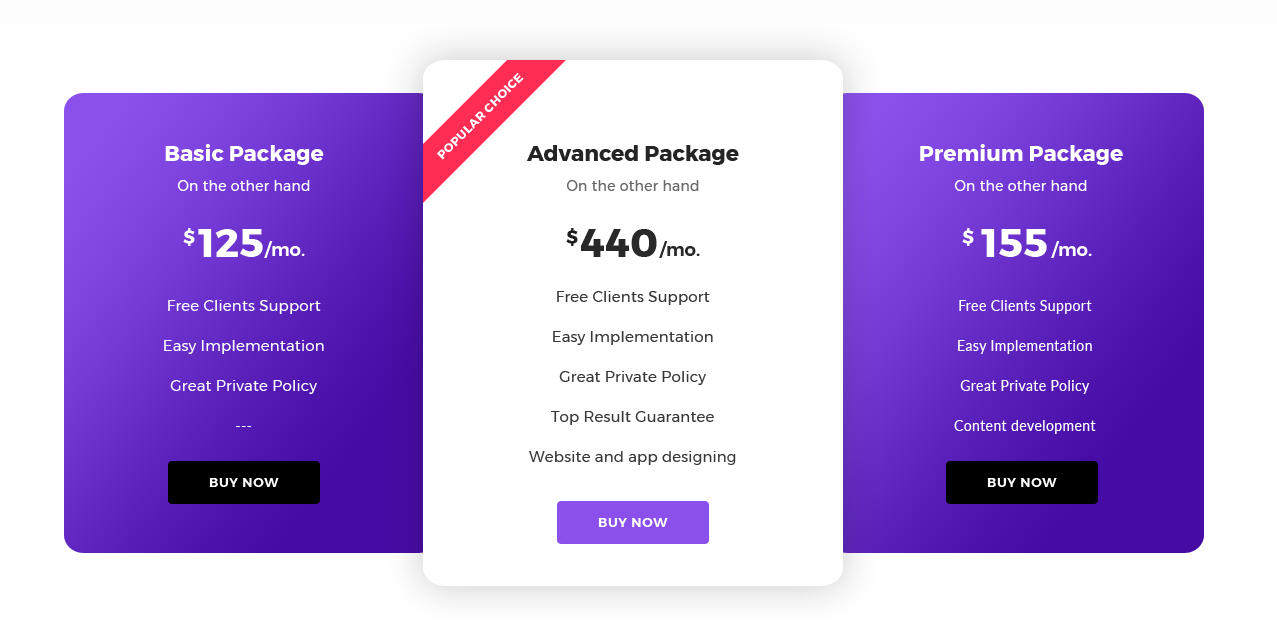 POPULAR CHOICE
Basic Package
On the other hand
$125/mo.
Free Clients Support
Easy Implementation
Great Private Policy
---
BUY NOW
Advanced Package
On the other hand
$440/mo.
Free Clients Support
Easy Implementation
Great Private Policy
Top Result Guarantee
Website and app designing
BUY NOW
Premium Package
On the other hand
$ 155 /mo.
Free Clients Support
Easy Implementation
Great Private Policy
Content development
BUY NOW